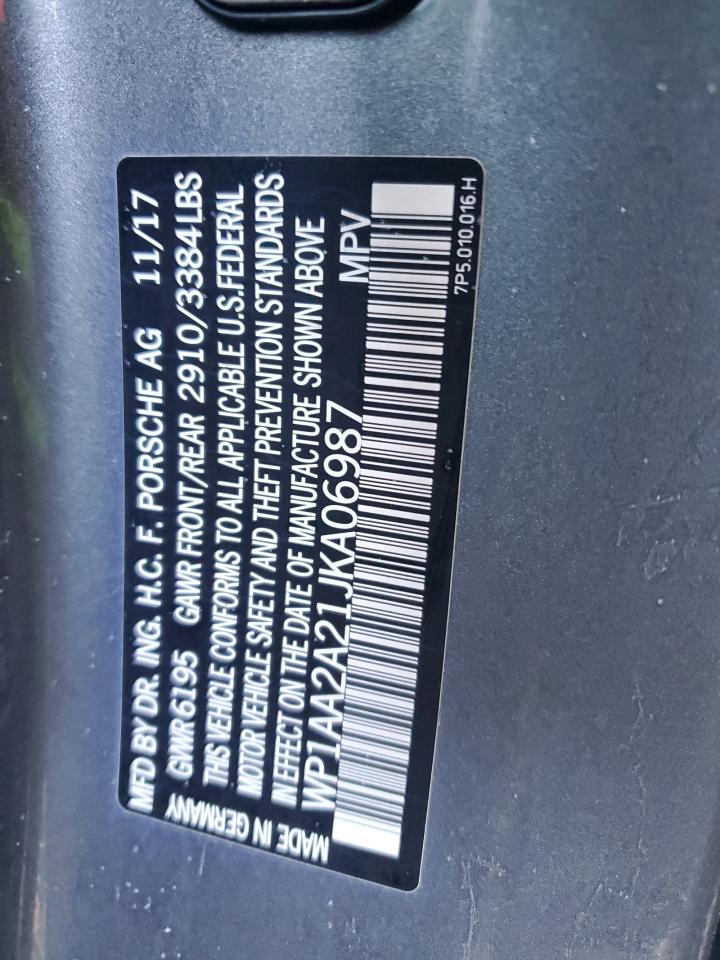 MFD BY DR. ING. H.C. F. PORSCHE AG 11/17
GWR 6195 GAWR FRONT/REAR 2910/3384LBS
THIS VEHICLE CONFORMS TO ALL APPLICABLE U.S.FEDERAL
MOTOR VEHICLE SAFETY AND THEFT PREVENTION STANDARDS
IN EFFECT ON THE DATE OF MANUFACTURE SHOWN ABOVE
WP1AA2A21JKA06987 MPV
MADE IN GERMANY
7P5.010.016.H